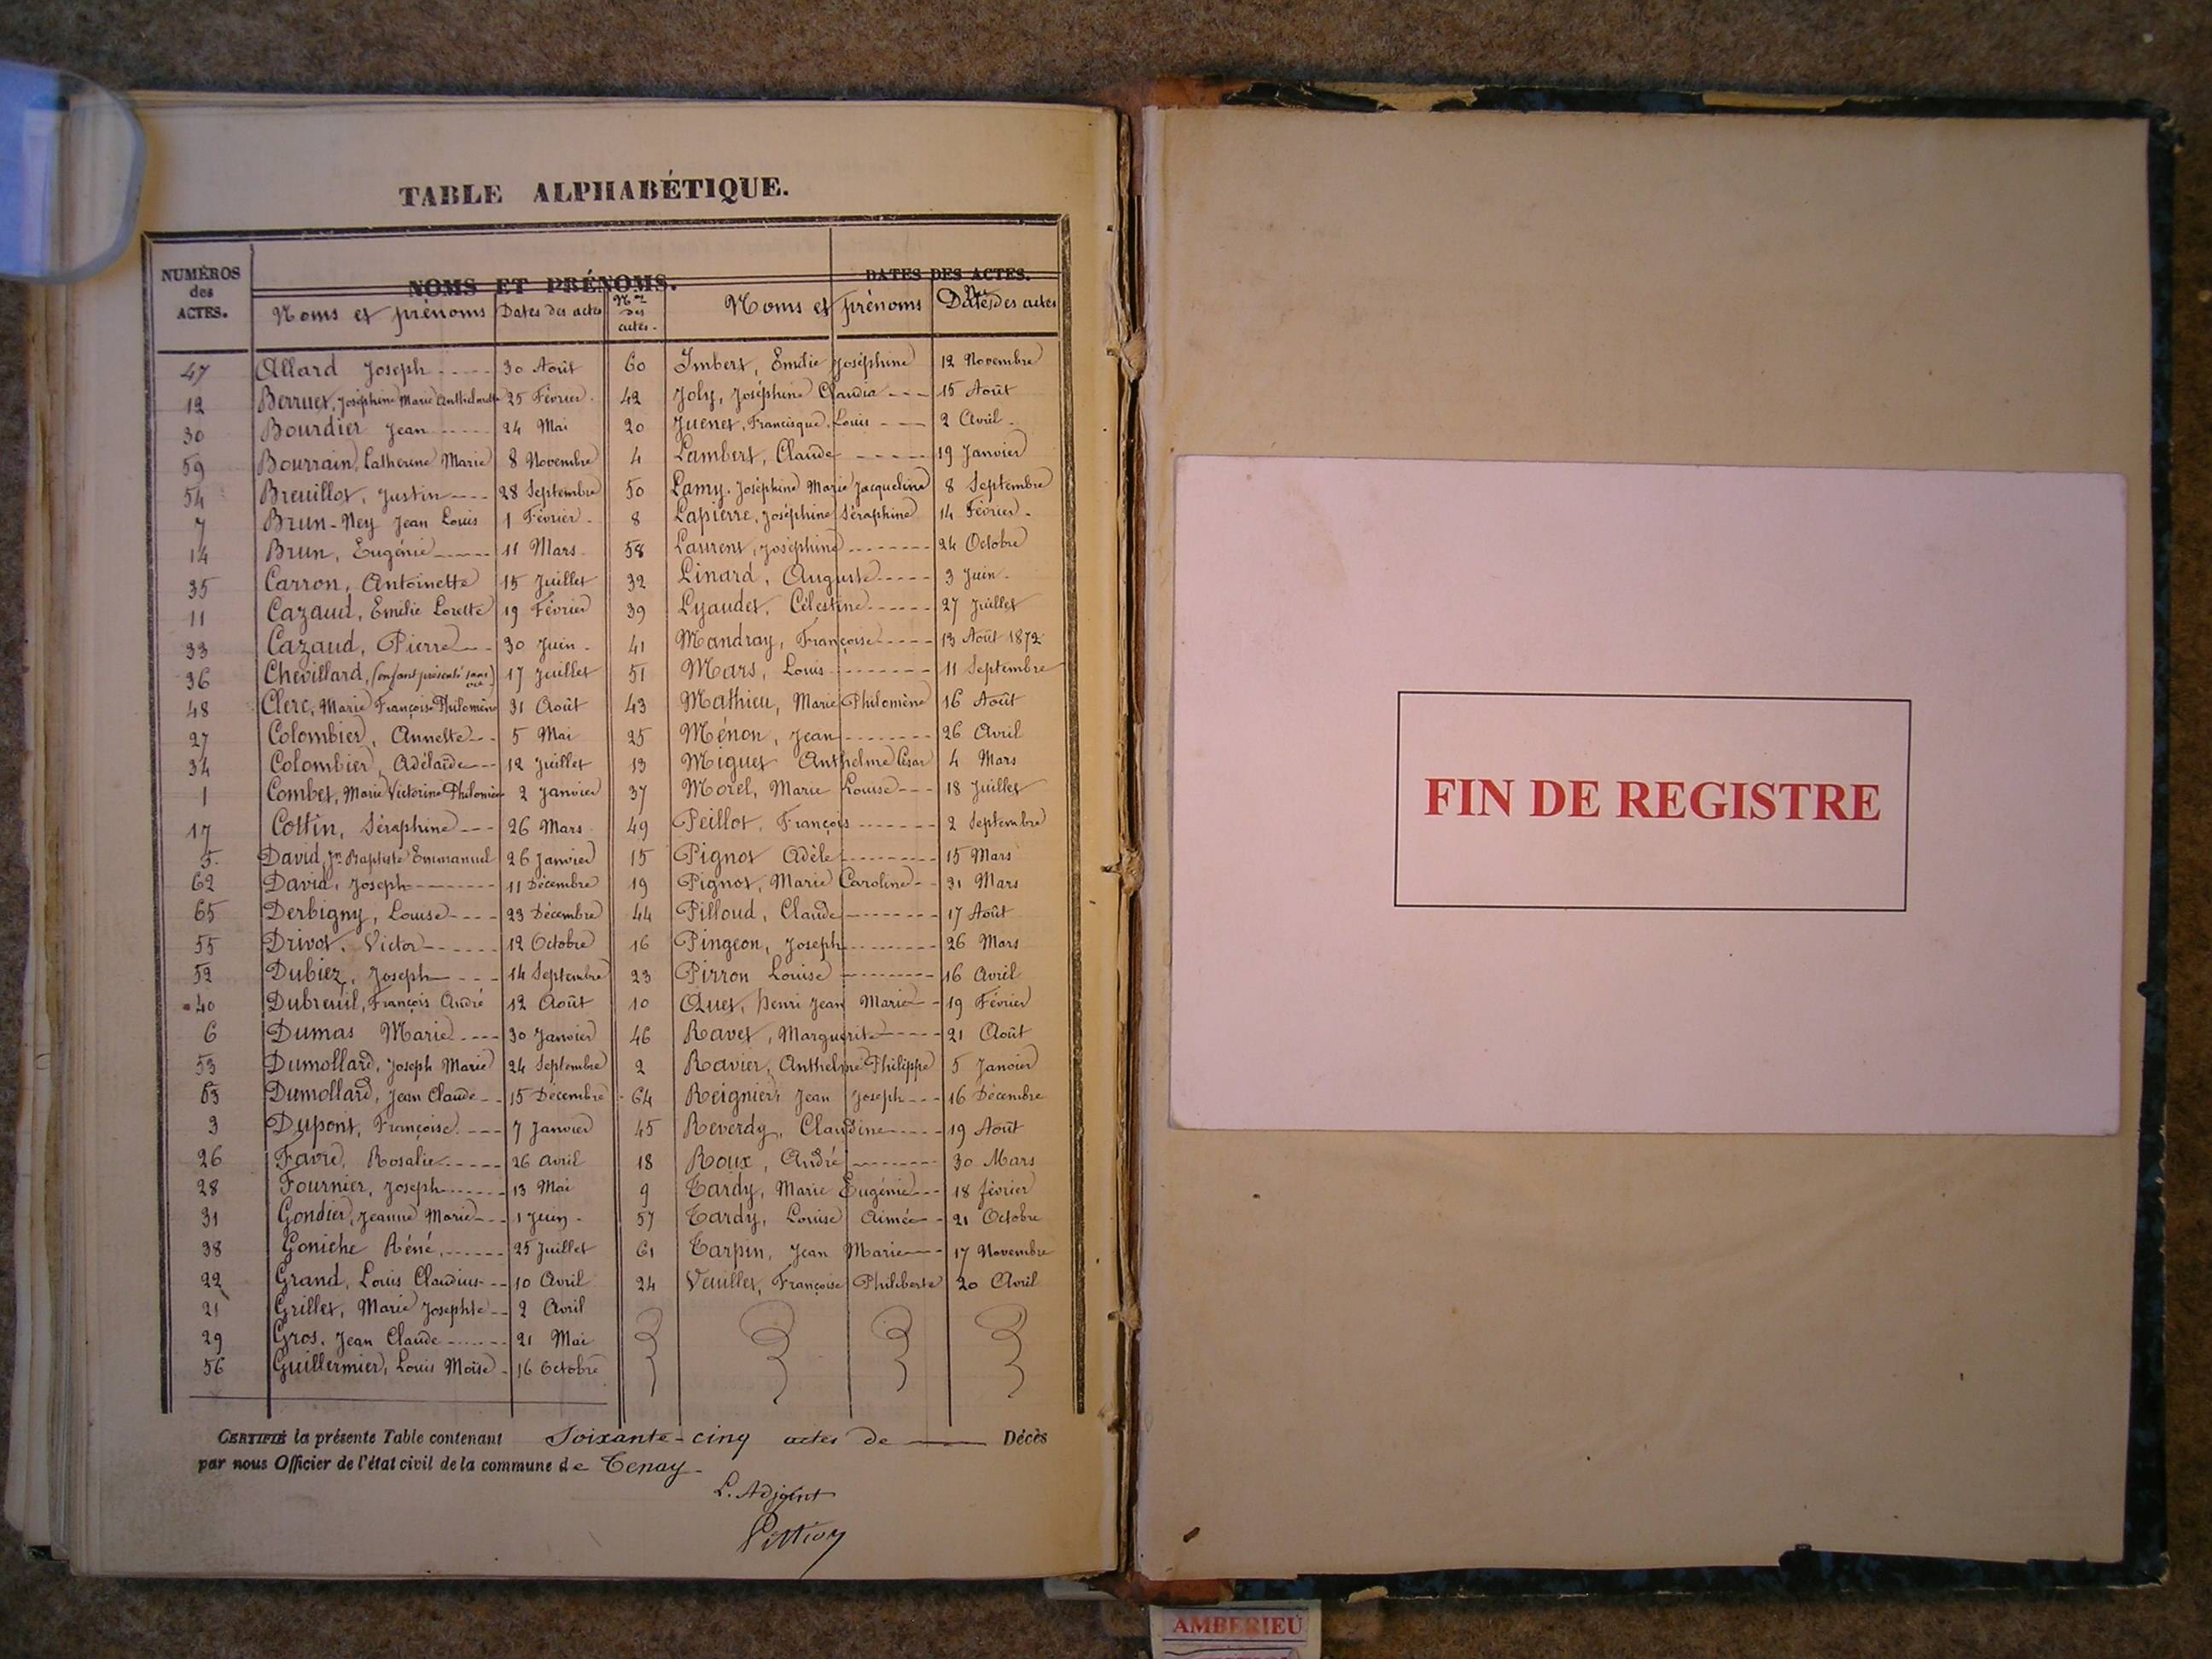 TABLE ALPHABÉTIQUE.
NUMÉROS des ACTES.
NOMS ET PRÉNOMS.
DATES DES ACTES.
Noms et prénoms
Dates des actes
Nos des actes.
Noms et prénoms
Dates des actes
47 Allard Joseph 30 Août
12 Berruet, Joséphine Marie Anthelmette 25 Février.
30 Bourdier Jean 24 Mai
59 Bourrain, Catherine Marie 8 Novembre
54 Breuillot, Justin 28 Septembre
7 Brun-Ney Jean Louis 1 Février.
14 Brun, Eugénie 11 Mars.
35 Carron, Antoinette 15 Juillet
11 Cazaud, Emilie Lorette 19 Février
33 Cazaud, Pierre 30 Juin.
36 Chevillard, (enfant présenté sans vie) 17 Juillet
48 Clerc, Marie Françoise Philomène 31 Août
27 Colombier, Annette 5 Mai
34 Colombier, Adélaïde 12 Juillet
1 Combet, Marie Victorine Philomène 2 Janvier
17 Cottin, Séraphine 26 Mars.
5. David, Jn Baptiste Emmanuel 26 Janvier
62 David, Joseph 11 Décembre
65 Derbigny, Louise 23 Décembre
55 Drivot, Victor 12 Octobre
52 Dubiez, Joseph 14 Septembre
40 Dubreuil, François André 12 Août
6 Dumas Marie 30 Janvier
53 Dumollard, Joseph Marie 24 Septembre
63 Dumollard, Jean Claude 15 Décembre
3 Dupont, Françoise 7 Janvier
26 Favre, Rosalie 26 Avril
28 Fournier, Joseph 13 Mai
31 Gondier, Jeanne Marie 1 Juin.
38 Goniche Réné, 25 Juillet
22 Grand, Louis Claudius 10 Avril
21 Grillet, Marie Josephte 2 Avril
29 Gros, Jean Claude 21 Mai
56 Guillermier, Louis Moïse 16 Octobre
60 Imbert, Emilie Joséphine 12 Novembre
42 Joly, Joséphine Claudia 15 Août
20 Juenet, Francisque Louis 2 Avril.
4 Lambert, Claude 19 Janvier
50 Lamy, Joséphine Marie Jacqueline 8 Septembre
8 Lapierre, Joséphine Séraphine 14 Février.
58 Laurent, Joséphine 24 Octobre
32 Linard, Auguste 3 Juin.
39 Lyaudet, Célestine 27 Juillet
41 Mandray, Françoise 13 Août 1872
51 Mars, Louis 11 Septembre
43 Mathieu, Marie Philomène 16 Août
25 Ménon, Jean 26 Avril
13 Miguet Anthelme César 4 Mars
37 Morel, Marie Louise 18 Juillet
49 Peillot, François 2 Septembre
15 Pignot Adèle 15 Mars
19 Pignot, Marie Caroline 31 Mars
44 Pilloud, Claude 17 Août
16 Pingeon, Joseph 26 Mars
23 Pirron Louise 16 Avril
10 Quet, Henri Jean Marie 19 Février
46 Ravet, Marguerite 21 Août
2 Ravier, Anthelme Philippe 5 Janvier
64 Reignier, Jean Joseph 16 Décembre
45 Reverdy, Claudine 19 Août
18 Roux, André 30 Mars
9 Tardy, Marie Eugénie 18 février
57 Tardy, Louise Aimée 21 Octobre
61 Tarpin, Jean Marie 17 Novembre
24 Veuillet, Françoise Philiberte 20 Avril
CERTIFIÉ la présente Table contenant Soixante-cinq actes de Décès
par nous Officier de l'état civil de la commune de Tenay.
L. Adjoint
FIN DE REGISTRE
AMBERIEU